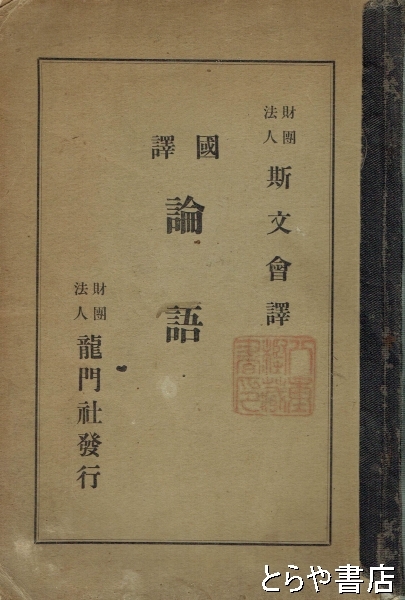 財團法人 斯文會譯
國譯
論語
財團法人 龍門社發行
とらや書店